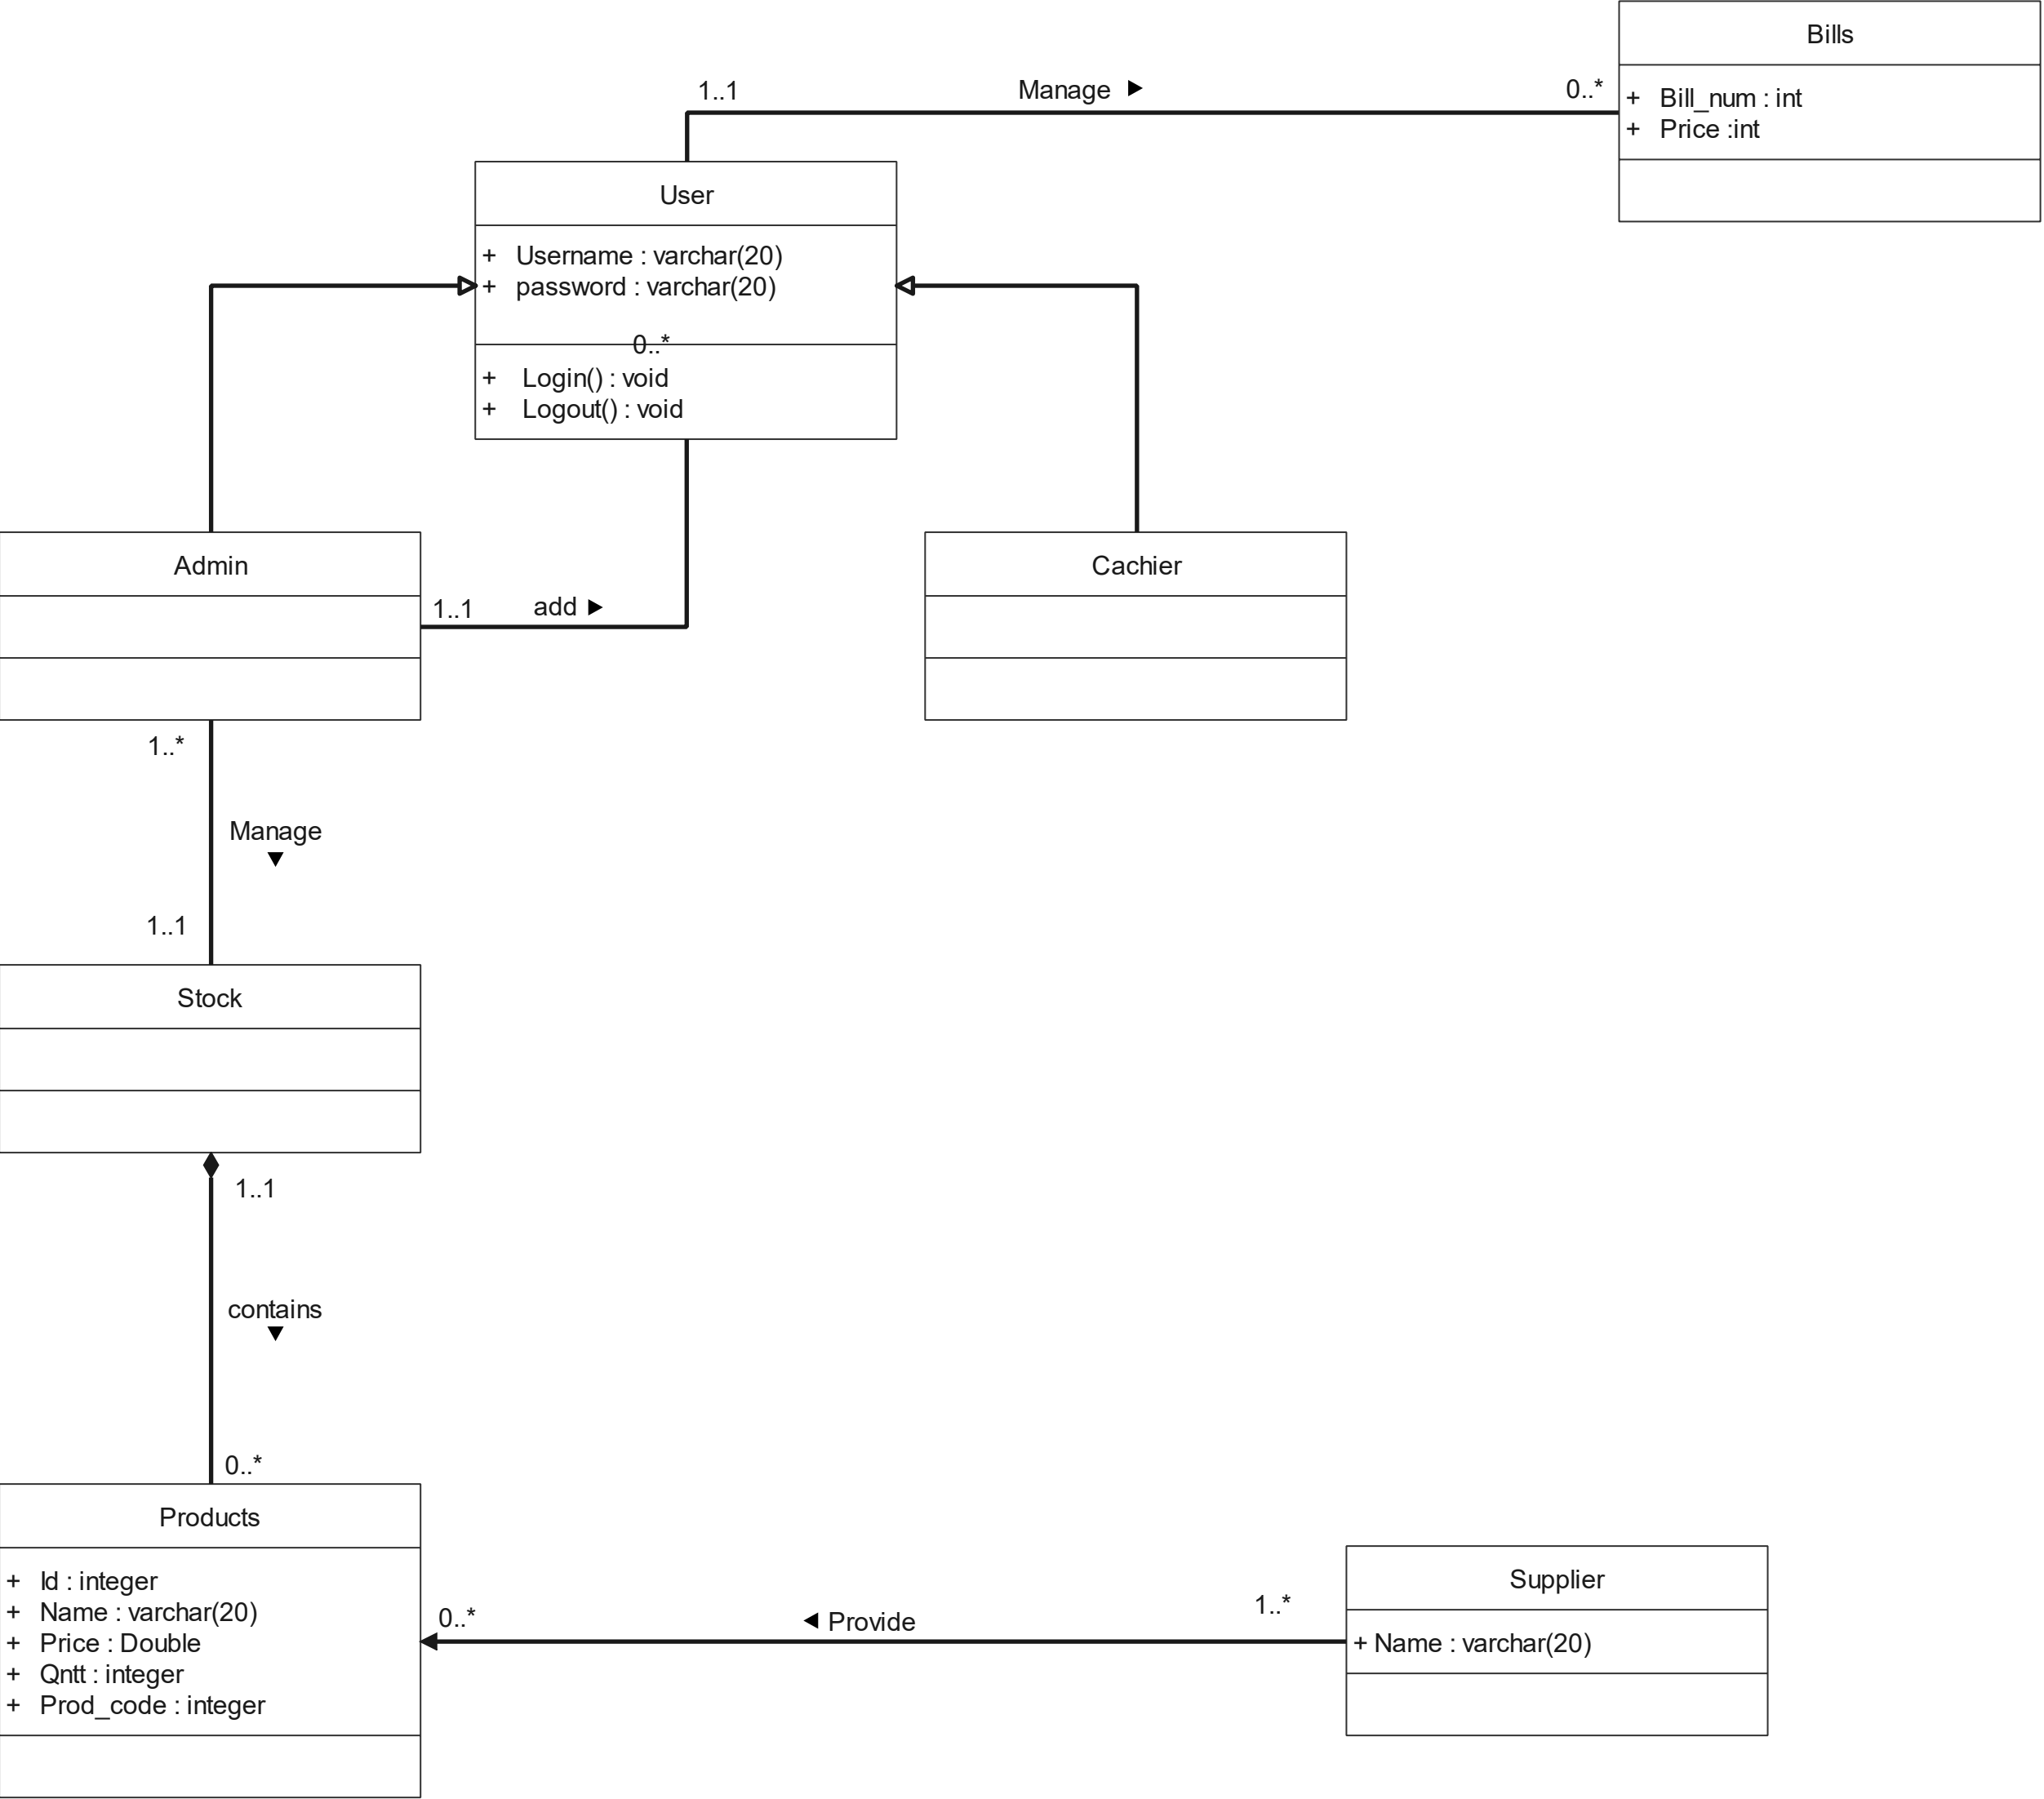 Bills
+ Bill_num : int
+ Price :int
1..1
Manage ►
0..*
User
+ Username : varchar(20)
+ password : varchar(20)
0..*
+ Login() : void
+ Logout() : void
Admin
1..1
add ►
Cachier
1..*
Manage
▼
1..1
Stock
1..1
contains
▼
0..*
Products
+ Id : integer
+ Name : varchar(20)
+ Price : Double
+ Qntt : integer
+ Prod_code : integer
0..*
◄ Provide
1..*
Supplier
+ Name : varchar(20)